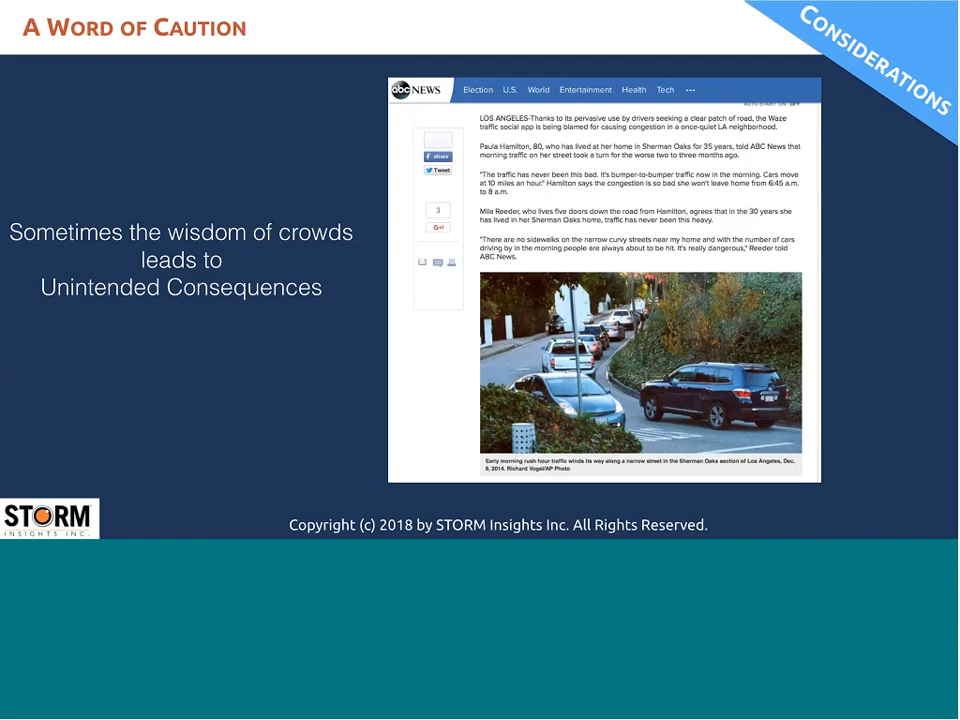 A WORD OF CAUTION
CONSIDERATIONS
abc NEWS
Election U.S. World Entertainment Health Tech •••
AUTO START: ON OFF
LOS ANGELES-Thanks to its pervasive use by drivers seeking a clear patch of road, the Waze
traffic social app is being blamed for causing congestion in a once-quiet LA neighborhood.
Paula Hamilton, 80, who has lived at her home in Sherman Oaks for 35 years, told ABC News that
morning traffic on her street took a turn for the worse two to three months ago.
"The traffic has never been this bad. It's bumper-to-bumper traffic now in the morning. Cars move
at 10 miles an hour." Hamilton says the congestion is so bad she won't leave home from 6:45 a.m.
to 8 a.m.
Mila Reeder, who lives five doors down the road from Hamilton, agrees that in the 30 years she
has lived in her Sherman Oaks home, traffic has never been this heavy.
"There are no sidewalks on the narrow curvy streets near my home and with the number of cars
driving by in the morning people are always about to be hit. It's really dangerous," Reeder told
ABC News.
share
Tweet
3
G+1
Sometimes the wisdom of crowds
leads to
Unintended Consequences
Early morning rush hour traffic winds its way along a narrow street in the Sherman Oaks section of Los Angeles, Dec.
9, 2014. Richard Vogel/AP Photo
STORM
INSIGHTS INC.
Copyright (c) 2018 by STORM Insights Inc. All Rights Reserved.